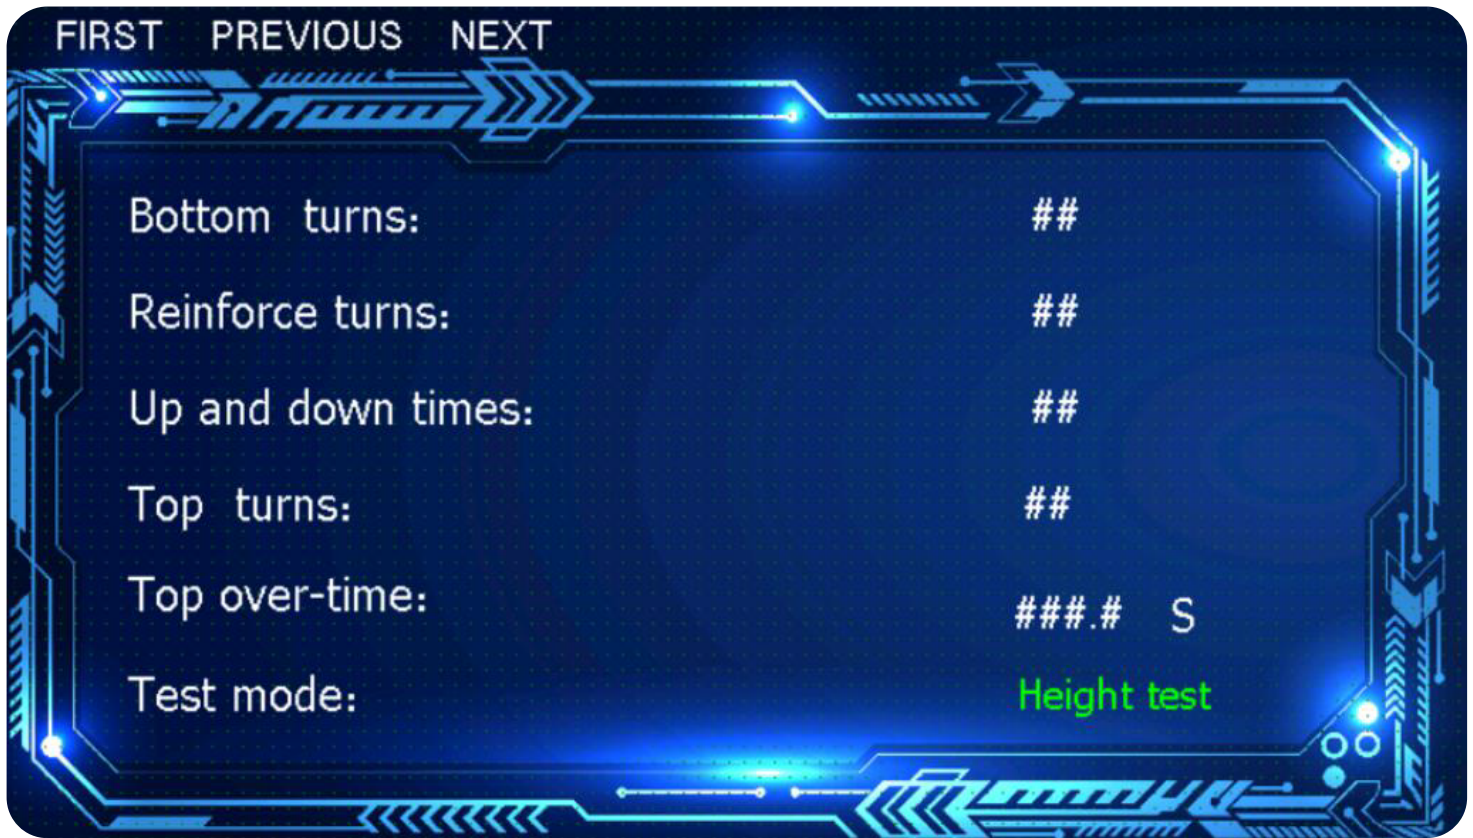 FIRST PREVIOUS NEXT
Bottom turns: ##
Reinforce turns: ##
Up and down times: ##
Top turns: ##
Top over-time: ###.# S
Test mode: Height test